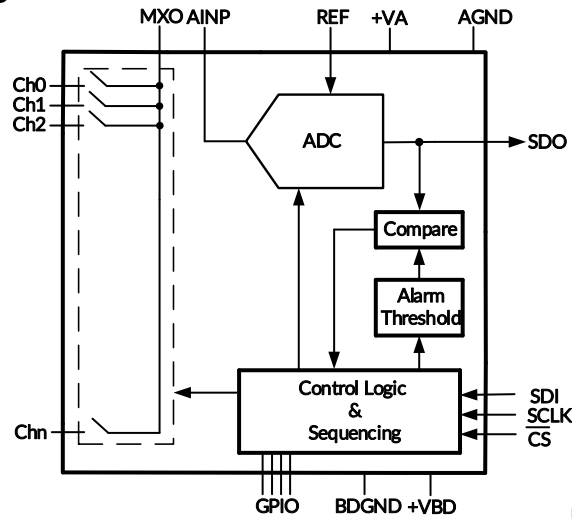 MXO AINP REF +VA AGND
Ch0
Ch1
Ch2
ADC
SDO
Compare
Alarm
Threshold
Control Logic
&
Sequencing
SDI
SCLK
CS
Chn
GPIO BDGND +VBD